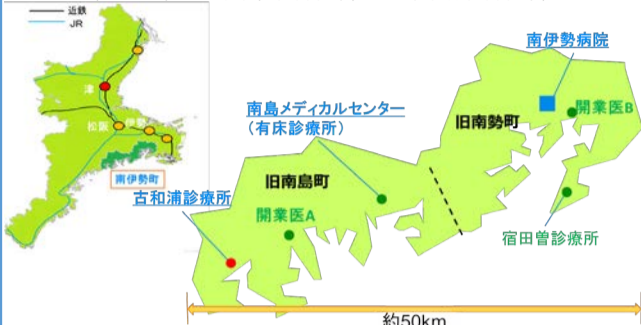 近鉄
JR
津
松阪
伊勢
南伊勢町
南伊勢病院
南島メディカルセンター
(有床診療所)
旧南勢町
開業医B
旧南島町
古和浦診療所
開業医A
宿田曽診療所
約50km